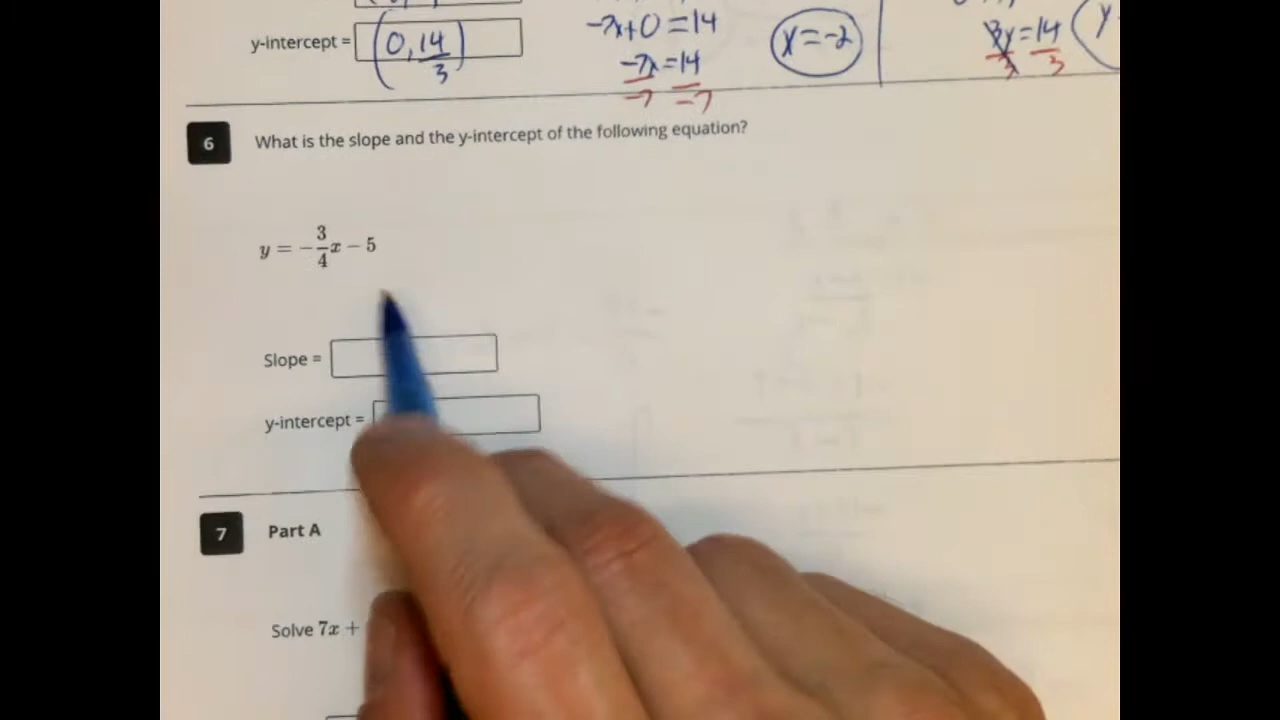 y-intercept = (0, 14/3)
-7x+0=14
-7x=14
-7 -7
x=-2
3y=14
3 3
y
6
What is the slope and the y-intercept of the following equation?
y = -3/4x - 5
Slope =
y-intercept =
7
Part A
Solve 7x +